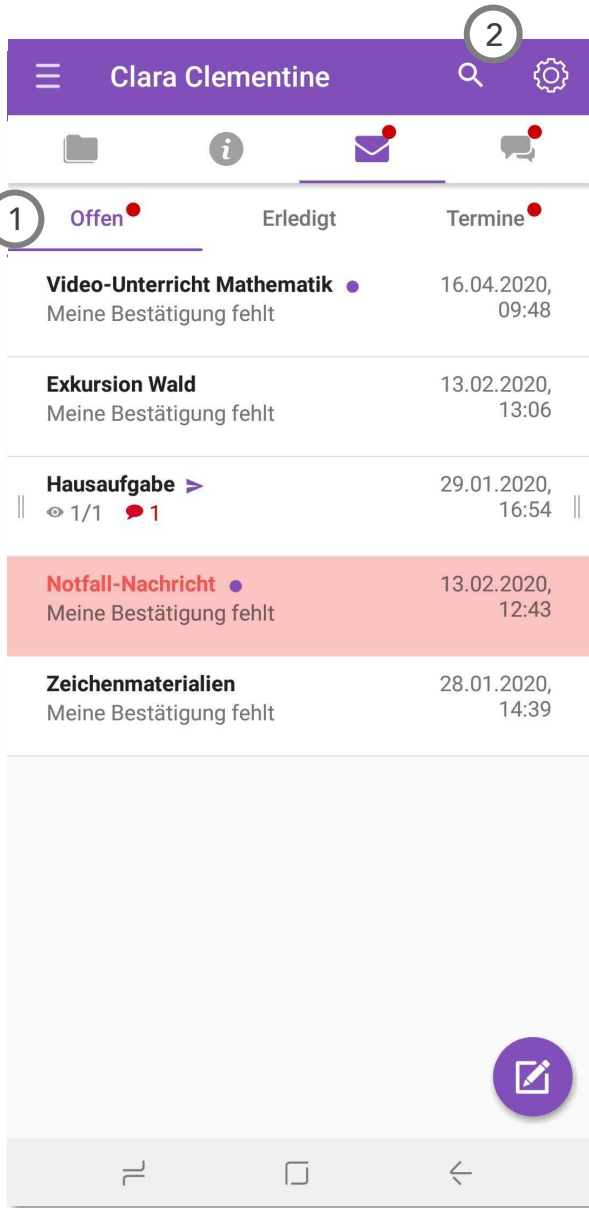 2
Clara Clementine
1
Offen Erledigt Termine
Video-Unterricht Mathematik 16.04.2020,
Meine Bestätigung fehlt 09:48
Exkursion Wald 13.02.2020,
Meine Bestätigung fehlt 13:06
Hausaufgabe 29.01.2020,
1/1 1 16:54
Notfall-Nachricht 13.02.2020,
Meine Bestätigung fehlt 12:43
Zeichenmaterialien 28.01.2020,
Meine Bestätigung fehlt 14:39